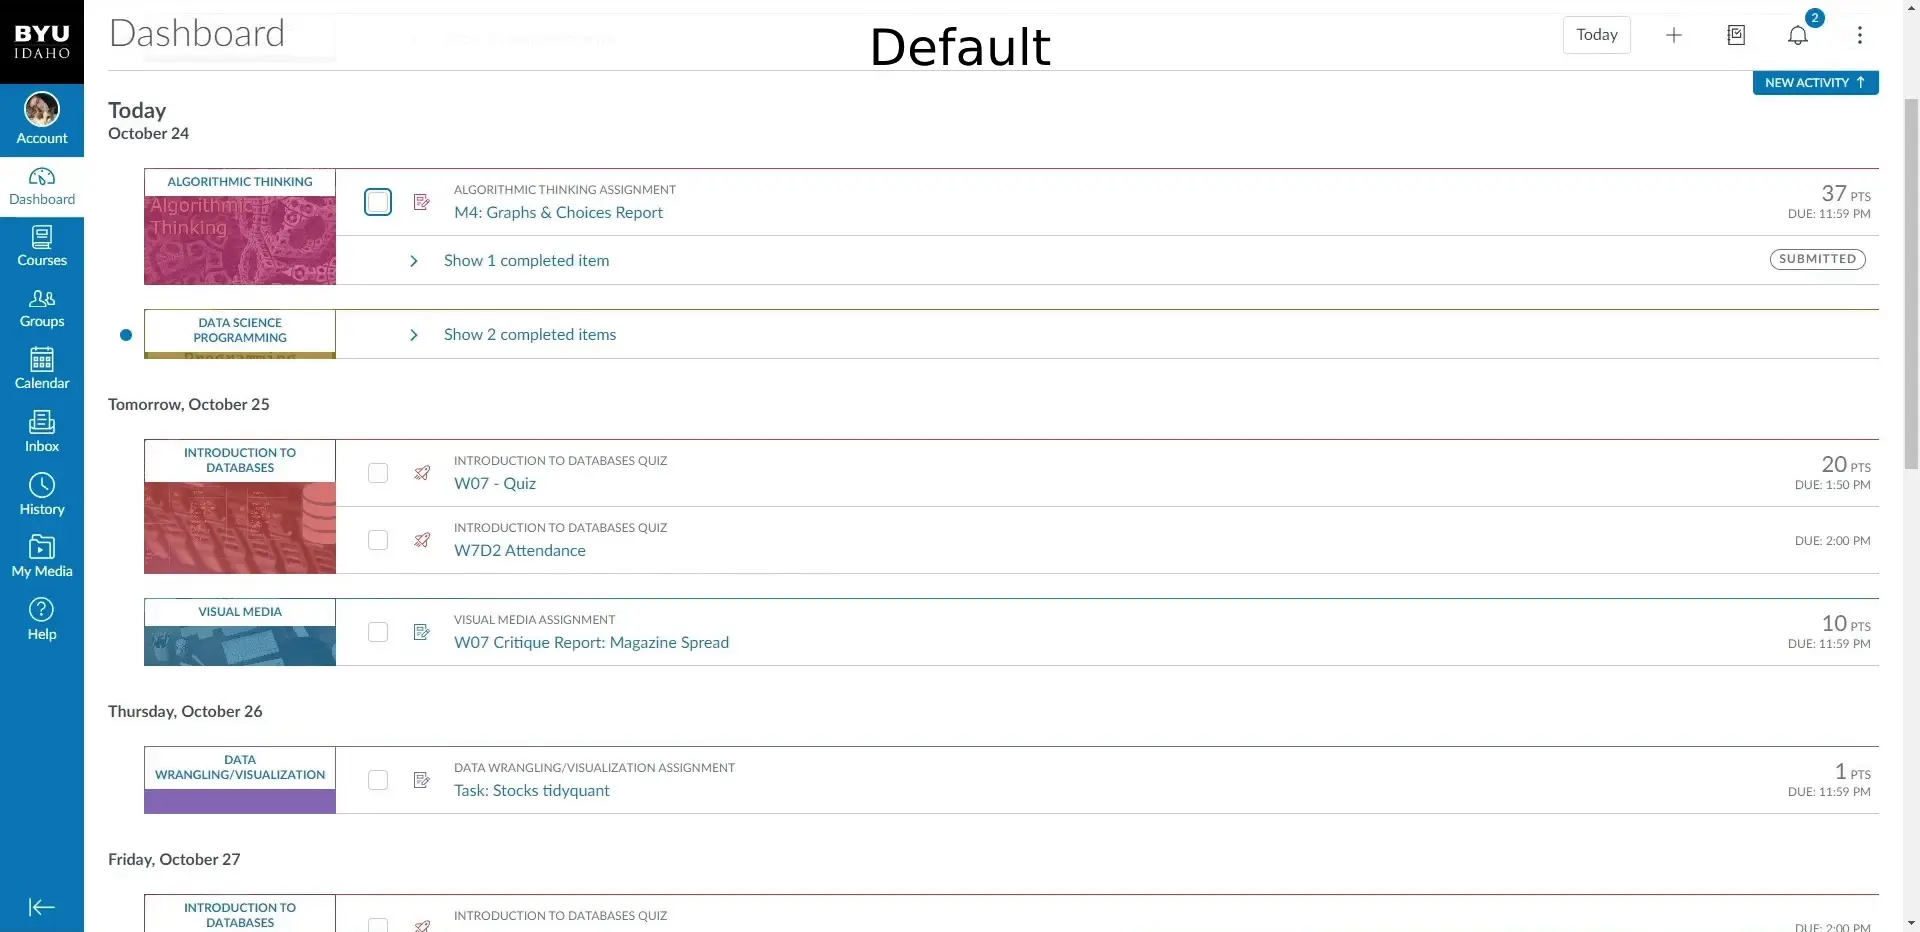 BYU
IDAHO
Account
Dashboard
Courses
Groups
Calendar
Inbox
History
My Media
Help
Dashboard
Default
Today
2
NEW ACTIVITY
Today
October 24
ALGORITHMIC THINKING
Algorithmic
Thinking
ALGORITHMIC THINKING ASSIGNMENT
M4: Graphs & Choices Report
37 PTS
DUE: 11:59 PM
Show 1 completed item
SUBMITTED
DATA SCIENCE
PROGRAMMING
Show 2 completed items
Tomorrow, October 25
INTRODUCTION TO
DATABASES
INTRODUCTION TO DATABASES QUIZ
W07 - Quiz
20 PTS
DUE: 1:50 PM
INTRODUCTION TO DATABASES QUIZ
W7D2 Attendance
DUE: 2:00 PM
VISUAL MEDIA
VISUAL MEDIA ASSIGNMENT
W07 Critique Report: Magazine Spread
10 PTS
DUE: 11:59 PM
Thursday, October 26
DATA
WRANGLING/VISUALIZATION
DATA WRANGLING/VISUALIZATION ASSIGNMENT
Task: Stocks tidyquant
1 PTS
DUE: 11:59 PM
Friday, October 27
INTRODUCTION TO
DATABASES
INTRODUCTION TO DATABASES QUIZ
DUE: 2:00 PM